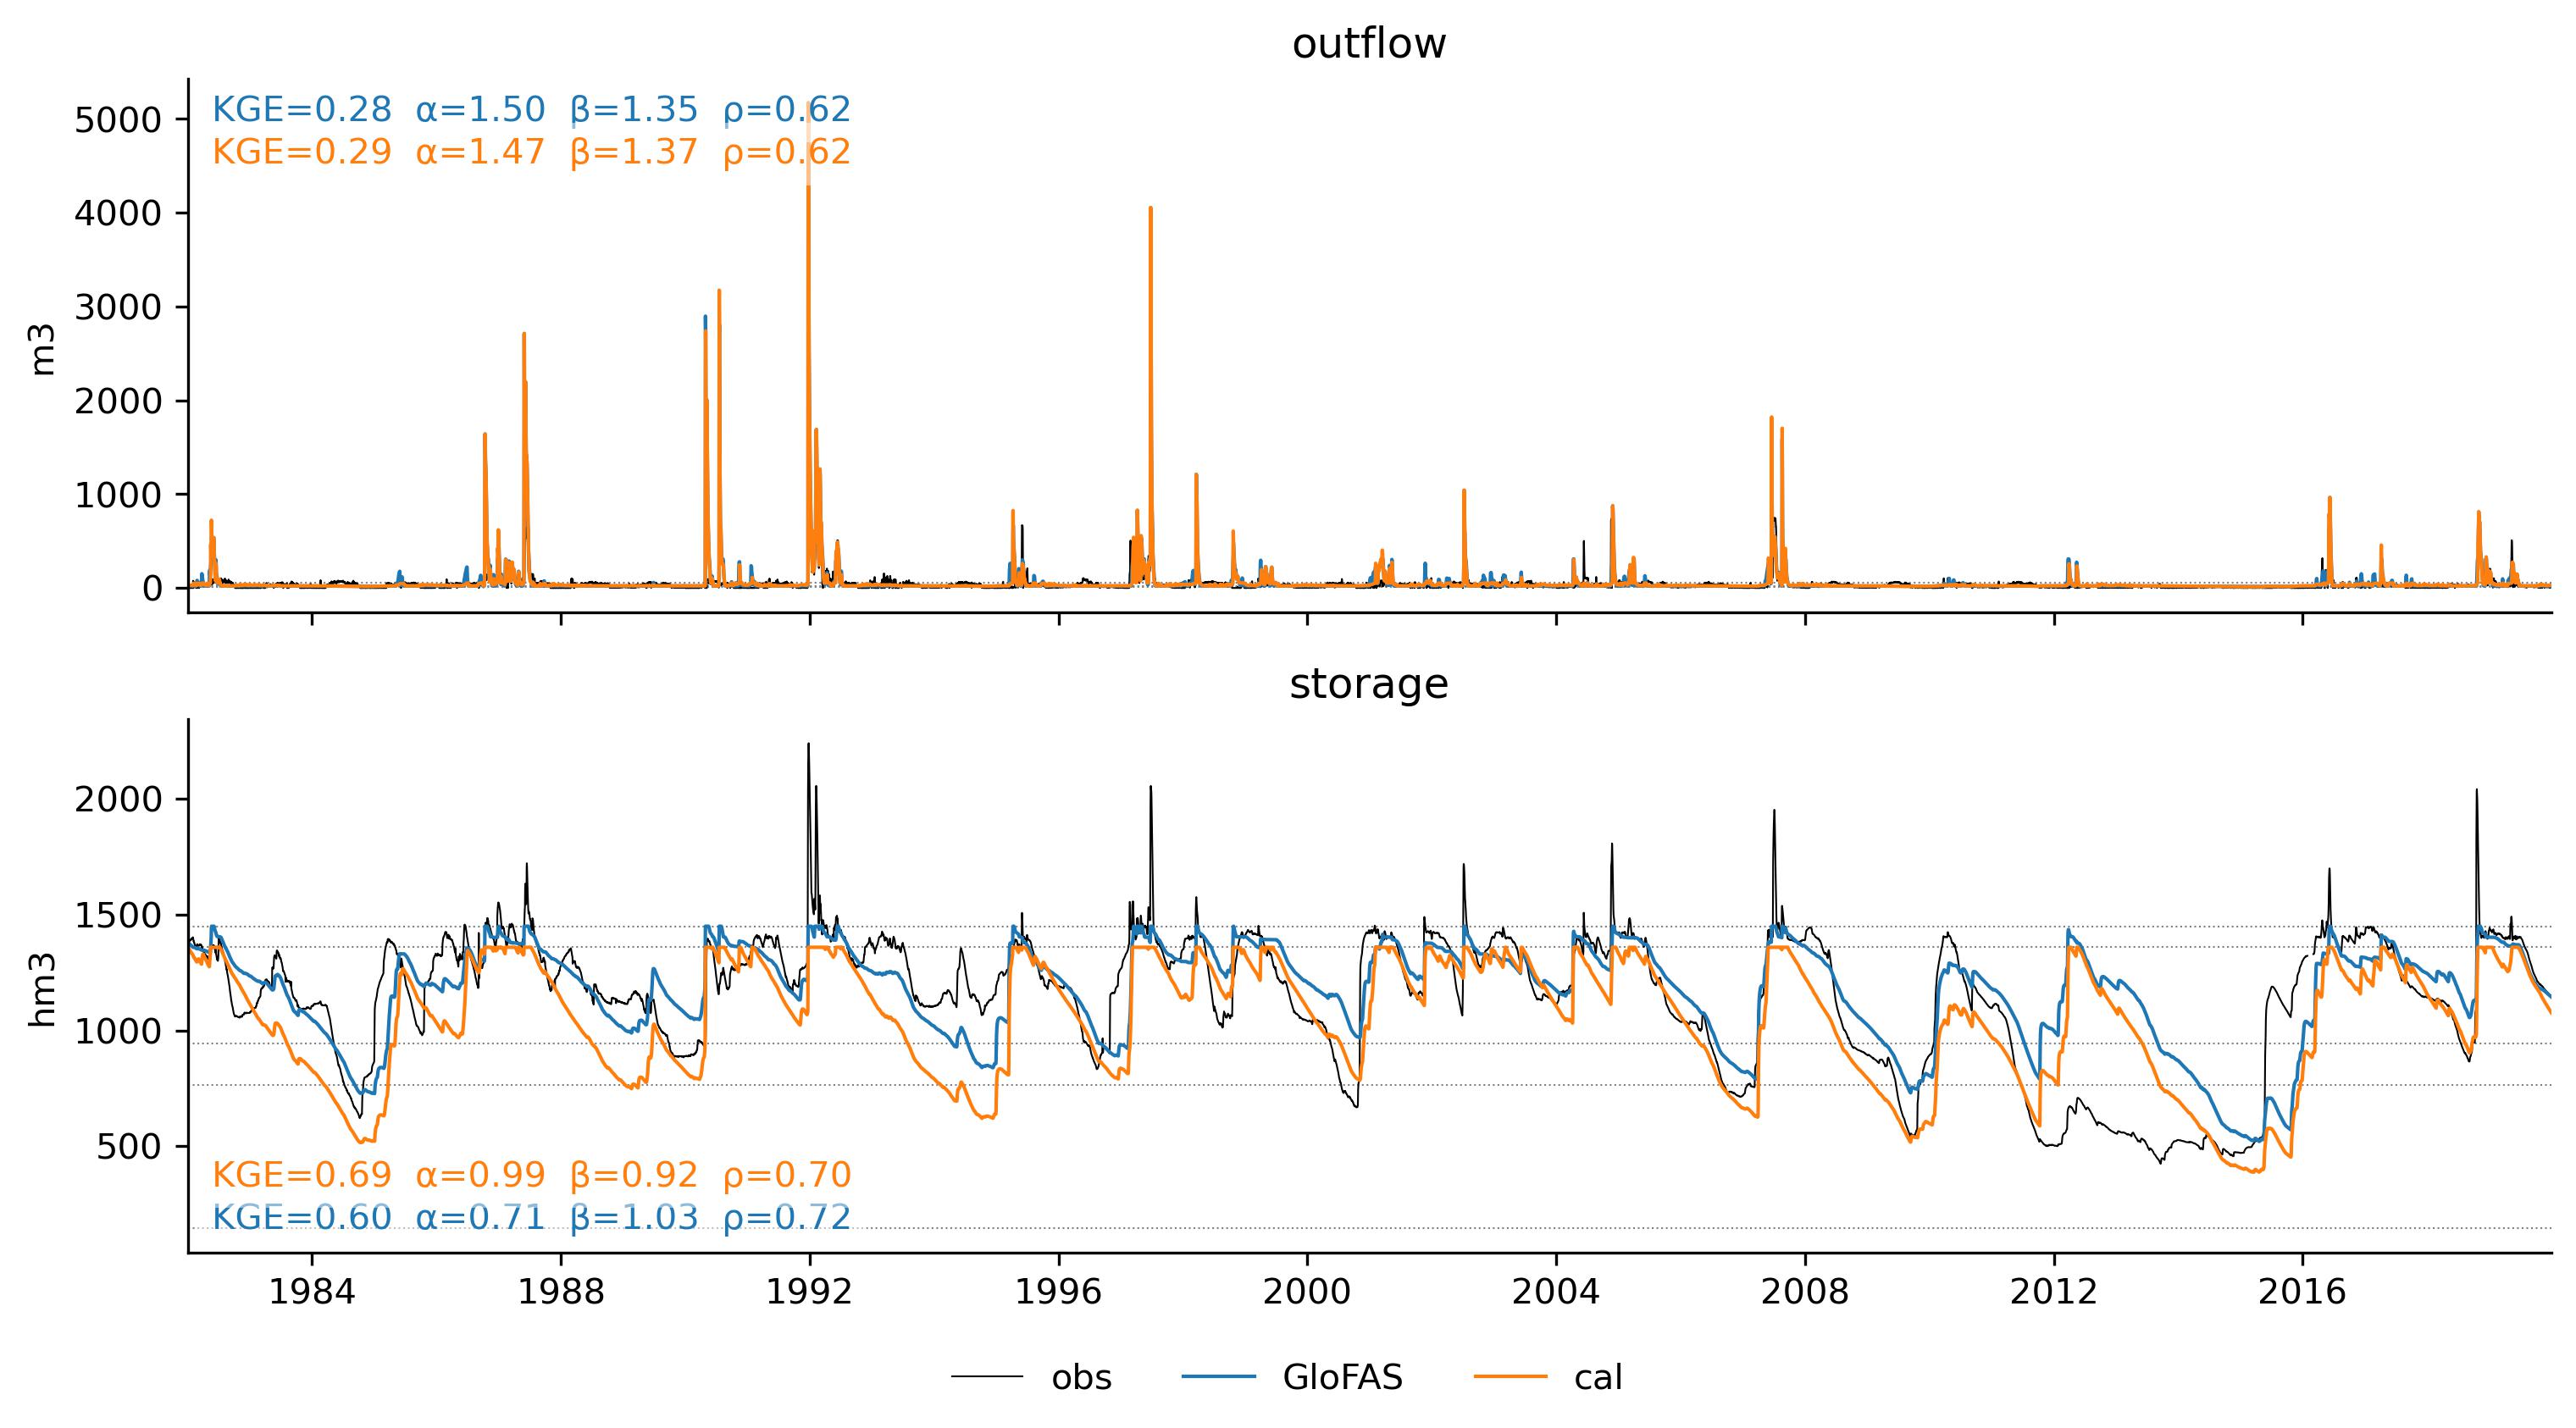 outflow
KGE=0.28 α=1.50 β=1.35 ρ=0.62
KGE=0.29 α=1.47 β=1.37 ρ=0.62
5000
4000
3000
2000
1000
0
m3
storage
2000
1500
1000
500
hm3
KGE=0.69 α=0.99 β=0.92 ρ=0.70
KGE=0.60 α=0.71 β=1.03 ρ=0.72
1984 1988 1992 1996 2000 2004 2008 2012 2016
obs GloFAS cal